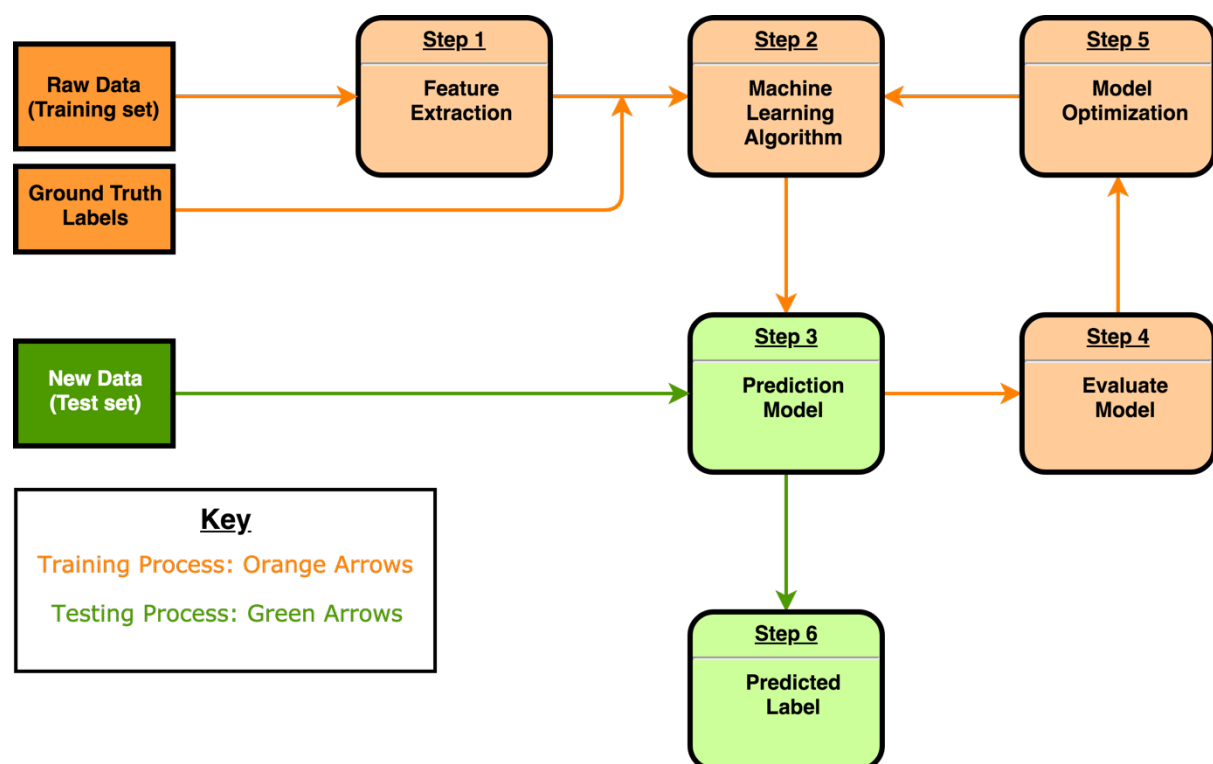 Raw Data
(Training set)
Ground Truth
Labels
Step 1
Feature
Extraction
Step 2
Machine
Learning
Algorithm
Step 5
Model
Optimization
New Data
(Test set)
Step 3
Prediction
Model
Step 4
Evaluate
Model
Key
Training Process: Orange Arrows
Testing Process: Green Arrows
Step 6
Predicted
Label